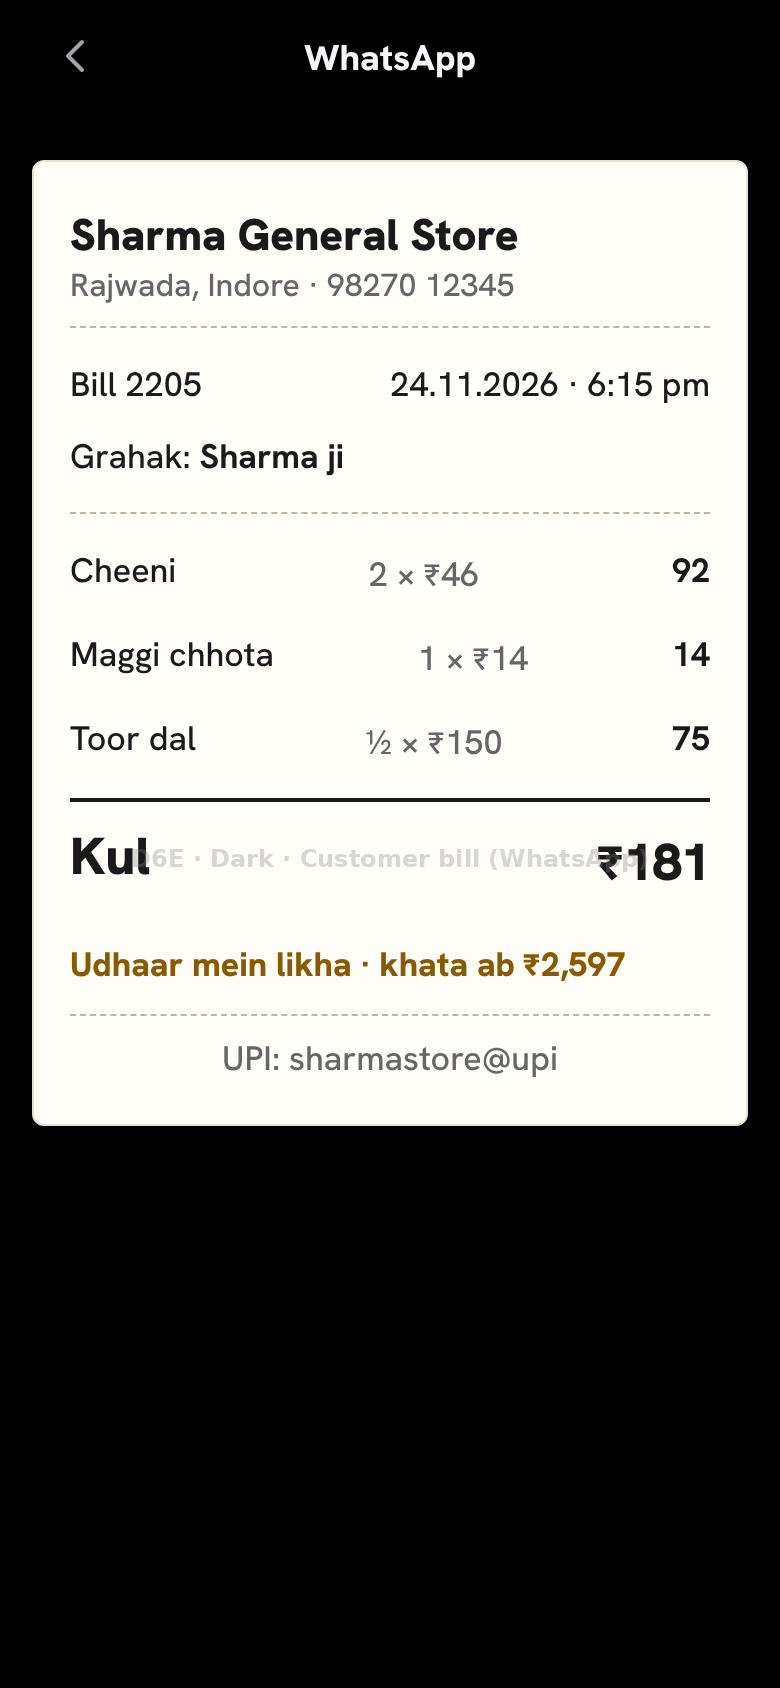 WhatsApp
Sharma General Store
Rajwada, Indore · 98270 12345
Bill 2205 24.11.2026 · 6:15 pm
Grahak: Sharma ji
Cheeni 2 × ₹46 92
Maggi chhota 1 × ₹14 14
Toor dal ½ × ₹150 75
Kul ₹181
D6E · Dark · Customer bill (WhatsApp)
Udhaar mein likha · khata ab ₹2,597
UPI: sharmastore@upi